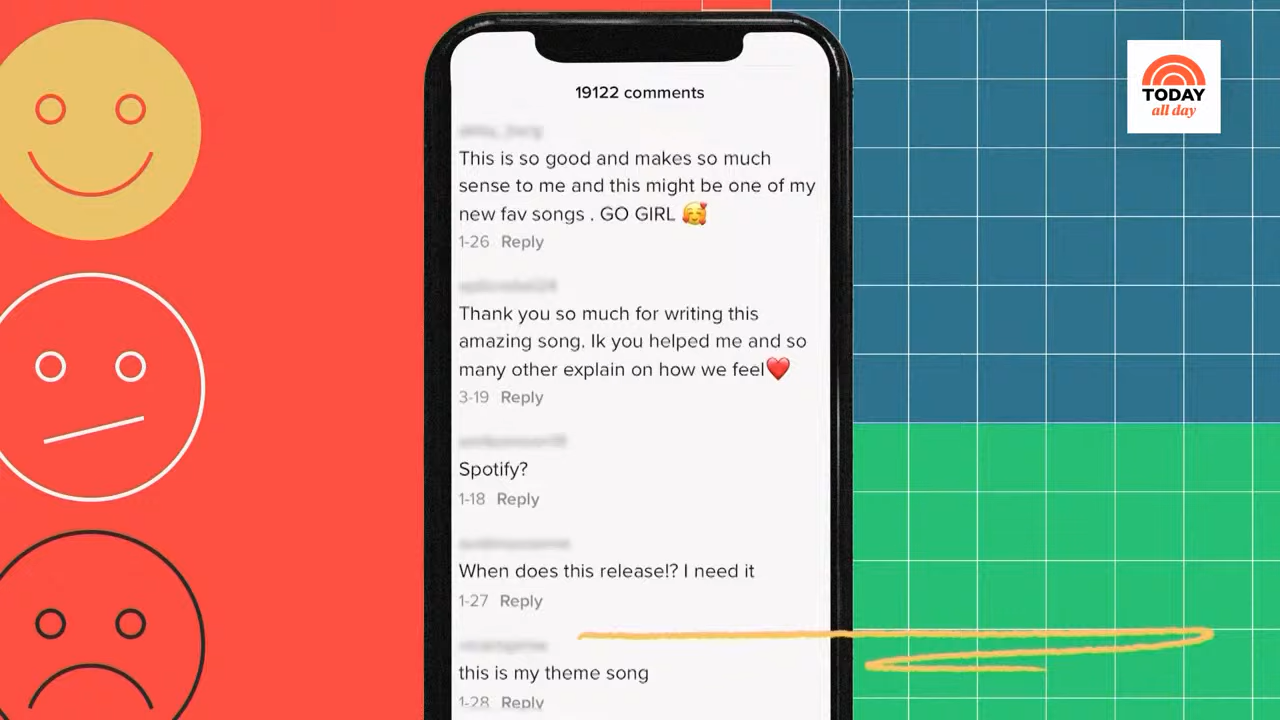 19122 comments
This is so good and makes so much
sense to me and this might be one of my
new fav songs . GO GIRL 🥰
1-26 Reply
Thank you so much for writing this
amazing song. Ik you helped me and so
many other explain on how we feel❤️
3-19 Reply
Spotify?
1-18 Reply
When does this release!? I need it
1-27 Reply
this is my theme song
1-28 Reply
TODAY
all day